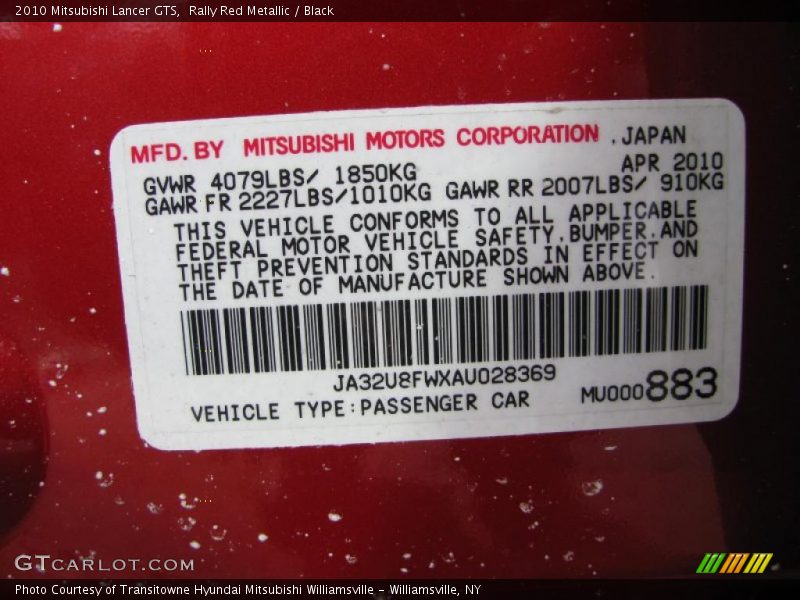 2010 Mitsubishi Lancer GTS,  Rally Red Metallic / Black
MFD. BY MITSUBISHI MOTORS CORPORATION .JAPAN
GVWR 4079LBS/ 1850KG APR 2010
GAWR FR 2227LBS/1010KG GAWR RR 2007LBS/ 910KG
THIS VEHICLE CONFORMS TO ALL APPLICABLE
FEDERAL MOTOR VEHICLE SAFETY,BUMPER,AND
THEFT PREVENTION STANDARDS IN EFFECT ON
THE DATE OF MANUFACTURE SHOWN ABOVE.
JA32U8FWXAU028369
VEHICLE TYPE:PASSENGER CAR MU000883
GTCARLOT.COM
Photo Courtesy of Transitowne Hyundai Mitsubishi Williamsville – Williamsville, NY